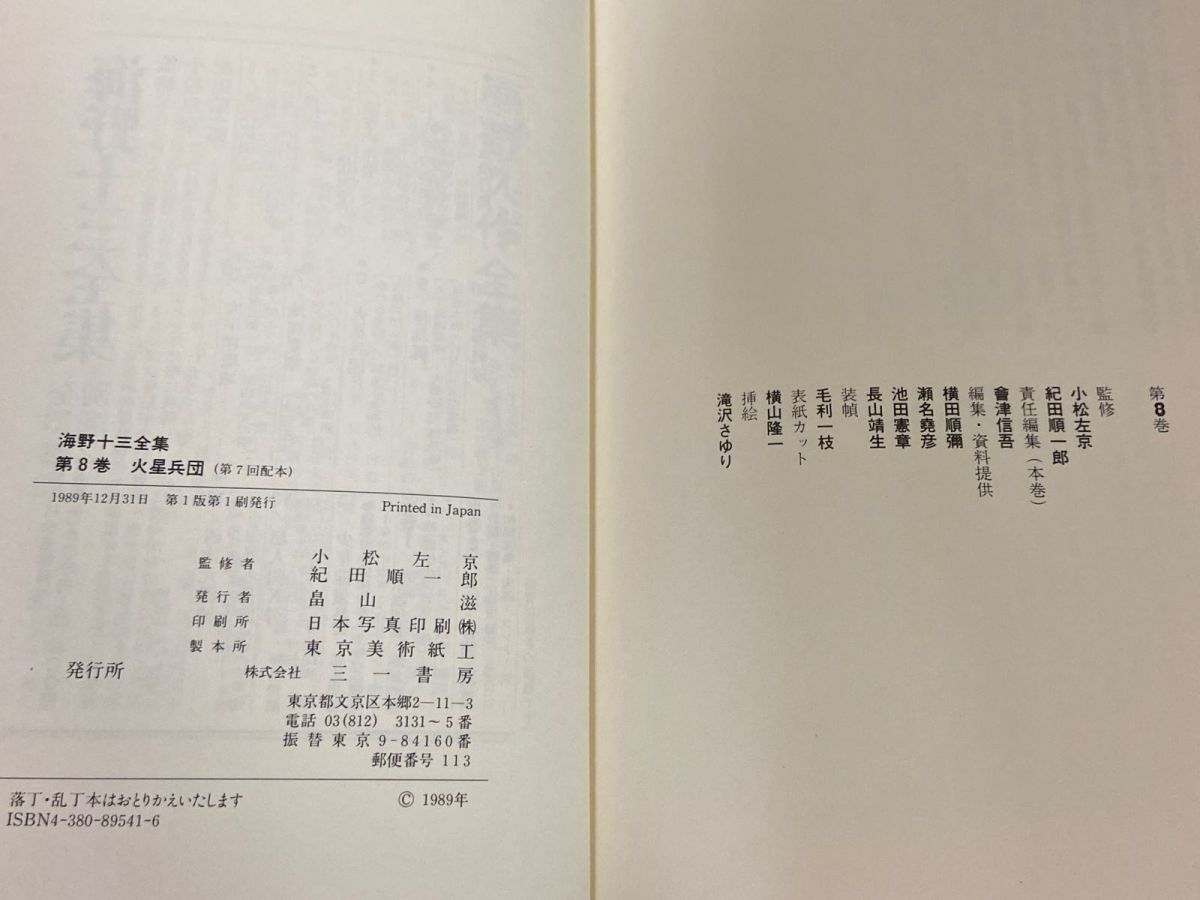 第8巻
監修
小松左京
紀田順一郎
責任編集（本巻）
會津信吾
編集・資料提供
横田順彌
瀬名堯彦
池田憲章
長山靖生
装幀
毛利一枝
表紙カット
横山隆一
挿絵
滝沢さゆり
海野十三全集
第8巻 火星兵団（第7回配本）
1989年12月31日 第1版第1刷発行 Printed in Japan
監修者 小松左京
紀田順一郎
発行者 畠山滋
印刷所 日本写真印刷㈱
製本所 東京美術紙工
発行所 株式会社 三一書房
東京都文京区本郷2―11―3
電話 03(812) 3131～5番
振替東京9-84160番
郵便番号 113
落丁・乱丁本はおとりかえいたします © 1989年
ISBN4-380-89541-6